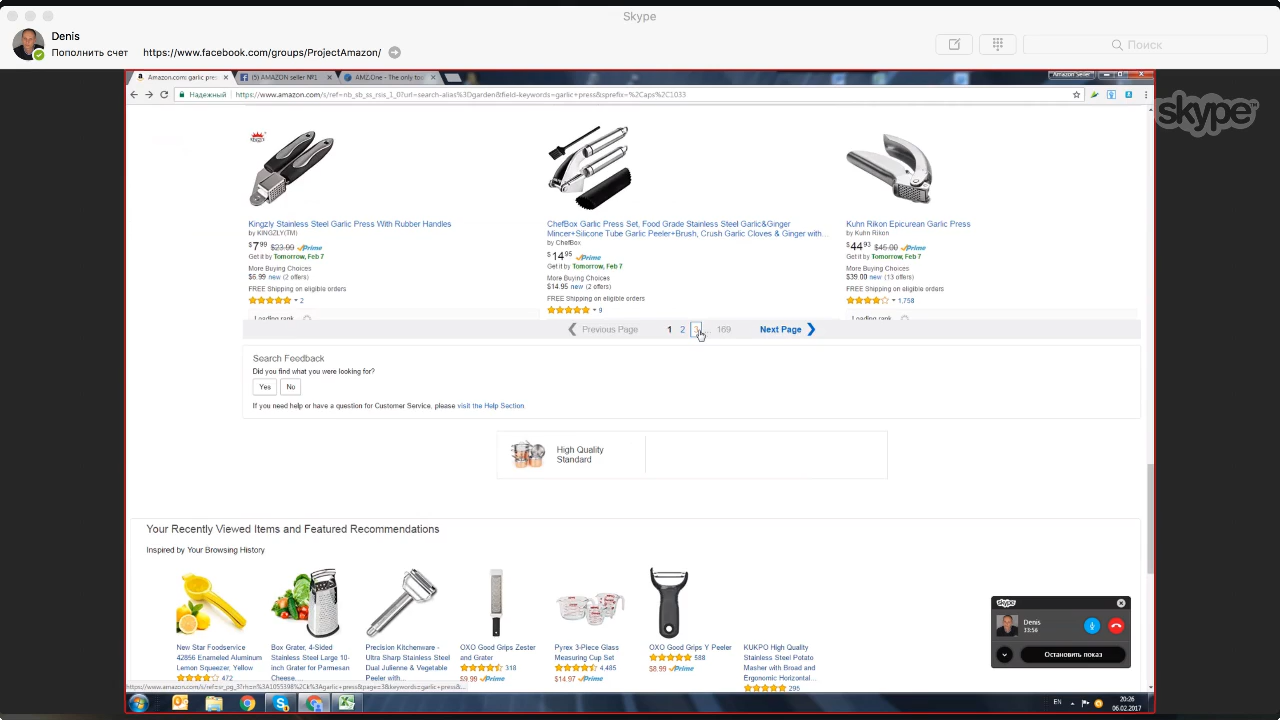 Skype
Denis
Пополнить счет
https://www.facebook.com/groups/ProjectAmazon/
Поиск
Amazon.com: garlic pres
(5) AMAZON seller №1
AMZ.One - The only too
Amazon Seller
Надежный
https://www.amazon.com/s/ref=nb_sb_ss_ros_1_0?url=search-alias%3Dgarden&field-keywords=garlic+press&sprefix=%2Caps%2C1033
skype
Kingzly Stainless Steel Garlic Press With Rubber Handles
by KINGZLY(TM)
$7.99 $23.99 Prime
Get it by Tomorrow, Feb 7
More Buying Choices
$6.99 new (2 offers)
FREE Shipping on eligible orders
2
Loading rank
ChefBox Garlic Press Set, Food Grade Stainless Steel Garlic&Ginger
Mincer+Silicone Tube Garlic Peeler+Brush, Crush Garlic Cloves & Ginger with...
by ChefBox
$14.95 Prime
Get it by Tomorrow, Feb 7
More Buying Choices
$14.95 new (2 offers)
FREE Shipping on eligible orders
9
Kuhn Rikon Epicurean Garlic Press
by Kuhn Rikon
$44.93 $45.00 Prime
Get it by Tomorrow, Feb 7
More Buying Choices
$39.00 new (13 offers)
FREE Shipping on eligible orders
1,758
Loading rank
Previous Page 1 2 3 ... 169 Next Page
Search Feedback
Did you find what you were looking for?
Yes No
If you need help or have a question for Customer Service, please visit the Help Section
High Quality
Standard
Your Recently Viewed Items and Featured Recommendations
Inspired by Your Browsing History
New Star Foodservice
42856 Enameled Aluminum
Lemon Squeezer, Yellow
472
Box Grater, 4-Sided
Stainless Steel Large 10-
inch Grater for Parmesan
Cheese,...
Precision Kitchenware -
Ultra Sharp Stainless Steel
Dual Julienne & Vegetable
Peeler with...
OXO Good Grips Zester
and Grater
318
$9.99 Prime
Pyrex 3-Piece Glass
Measuring Cup Set
4,485
$14.97 Prime
OXO Good Grips Y Peeler
588
$8.99 Prime
KUKPO High Quality
Stainless Steel Potato
Masher with Broad and
Ergonomic Horizontal...
295
skype
Denis
33:56
Остановить показ
EN
20:26
06.02.2017